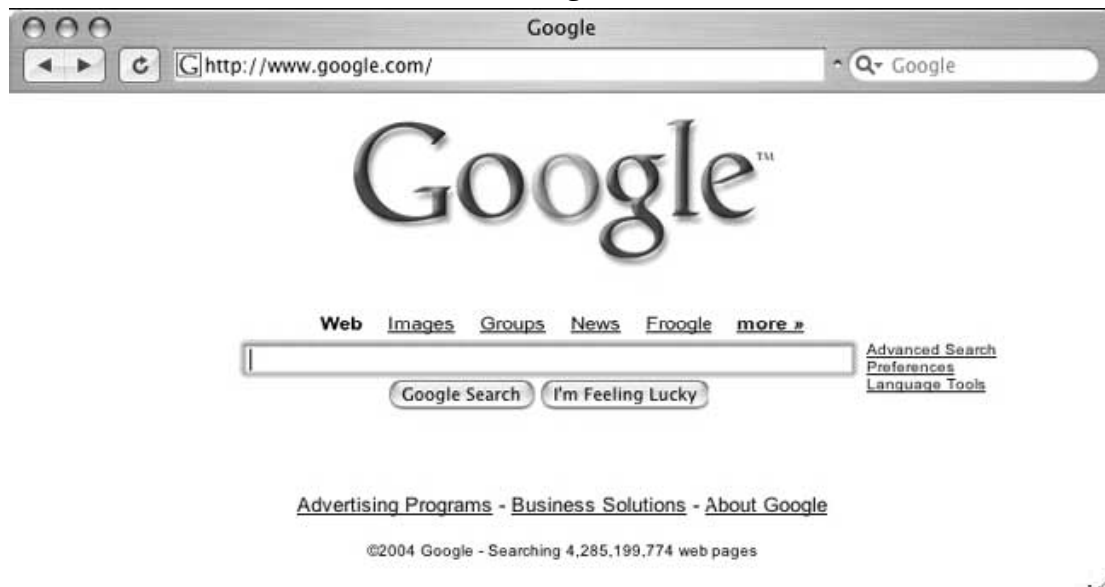 Google
G http://www.google.com/ Google
Google™
Web Images Groups News Froogle more »
Advanced Search
Preferences
Language Tools
Google Search I'm Feeling Lucky
Advertising Programs - Business Solutions - About Google
©2004 Google - Searching 4,285,199,774 web pages